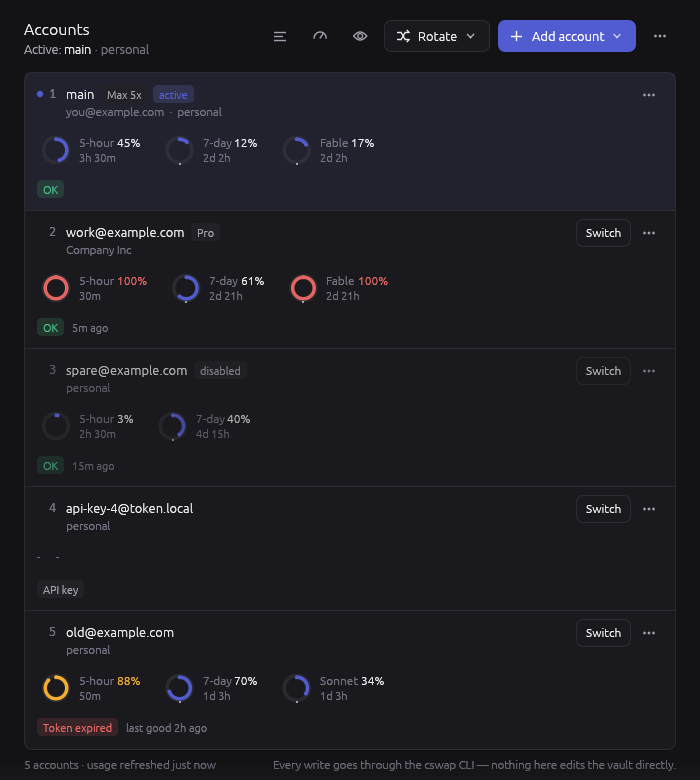 Accounts
Active: main · personal
Rotate
Add account
1 main Max 5x active
you@example.com · personal
5-hour 45% 7-day 12% Fable 17%
3h 30m 2d 2h 2d 2h
OK
2 work@example.com Pro Switch
Company Inc
5-hour 100% 7-day 61% Fable 100%
30m 2d 21h 2d 21h
OK 5m ago
3 spare@example.com disabled Switch
personal
5-hour 3% 7-day 40%
2h 30m 4d 15h
OK 15m ago
4 api-key-4@token.local Switch
personal
- -
API key
5 old@example.com Switch
personal
5-hour 88% 7-day 70% Sonnet 34%
50m 1d 3h 1d 3h
Token expired last good 2h ago
5 accounts · usage refreshed just now Every write goes through the cswap CLI — nothing here edits the vault directly.